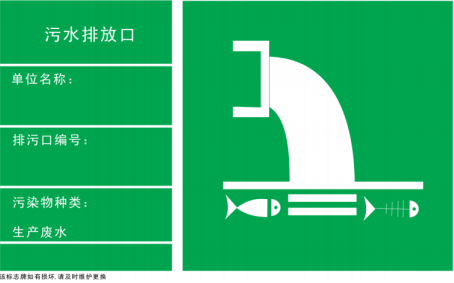 污水排放口
单位名称：
排污口编号：
污染物种类：
生产废水
该标志牌如有损坏,请及时维护更换